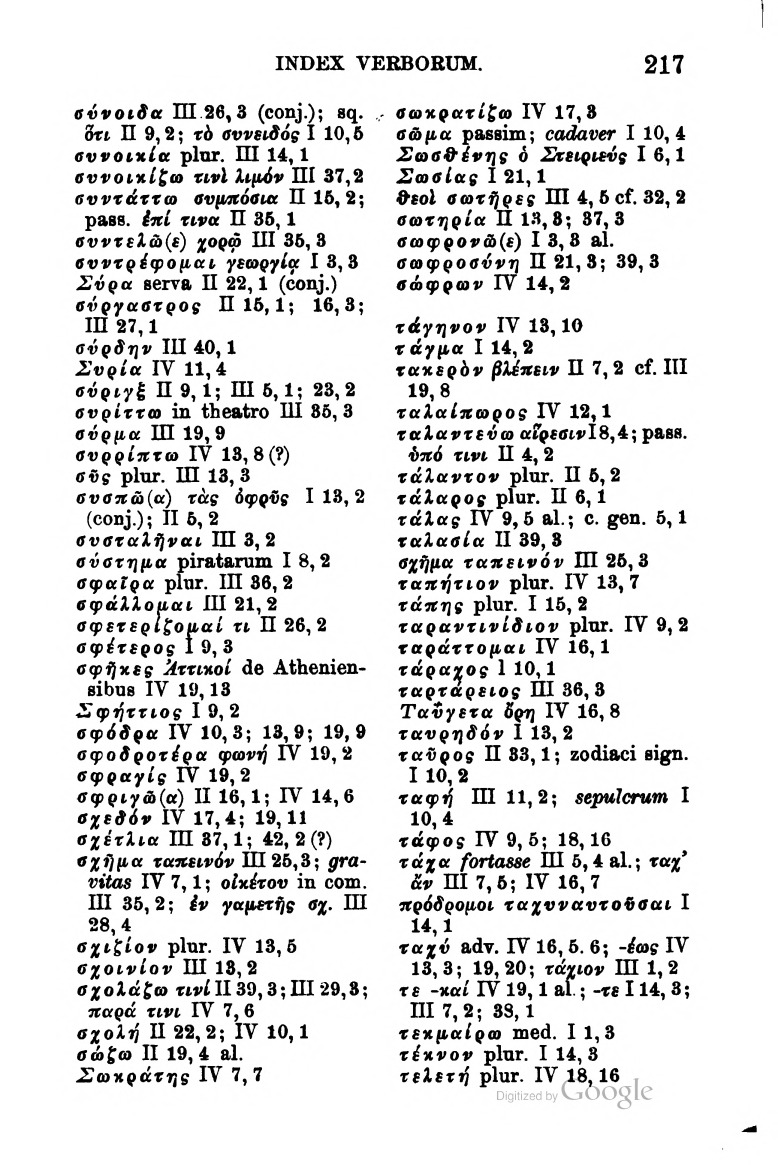 INDEX VERBORUM. 217
σύνοιδα III 26, 3 (conj.); sq.
ὅτι II 9, 2; τὸ συνειδός I 10, 5
συνοικία plur. III 14, 1
συνοικίζω τινὶ λιμόν III 37, 2
συντάττω συμπόσια II 15, 2;
pass. ἐπί τινα II 35, 1
συντελῶ(ε) χορῷ III 35, 3
συντρέφομαι γεωργίᾳ I 3, 3
Σύρα serva II 22, 1 (conj.)
σύργαστρος II 15, 1; 16, 3;
III 27, 1
σύρδην III 40, 1
Συρία IV 11, 4
σύριγξ II 9, 1; III 5, 1; 23, 2
συρίττω in theatro III 35, 3
σύρμα III 19, 9
συρρίπτω IV 13, 8 (?)
σῦς plur. III 13, 3
συσπῶ(α) τὰς ὀφρῦς I 13, 2
(conj.); II 5, 2
συσταλῆναι III 3, 2
σύστημα piratarum I 8, 2
σφαῖρα plur. III 36, 2
σφάλλομαι III 21, 2
σφετερίζομαί τι II 26, 2
σφέτερος I 9, 3
σφῆκες Ἀττικοί de Athenien-
sibus IV 19, 13
Σφήττιος I 9, 2
σφόδρα IV 10, 3; 13, 9; 19, 9
σφοδροτέρα φωνή IV 19, 2
σφραγίς IV 19, 2
σφριγῶ(α) II 16, 1; IV 14, 6
σχεδόν IV 17, 4; 19, 11
σχέτλια III 37, 1; 42, 2 (?)
σχῆμα ταπεινόν III 25, 3; gra-
vitas IV 7, 1; οἰκέτου in com.
III 35, 2; ἐν γαμετῆς σχ. III
28, 4
σχιζίον plur. IV 13, 5
σχοινίον III 13, 2
σχολάζω τινί II 39, 3; III 29, 3;
παρά τινι IV 7, 6
σχολή II 22, 2; IV 10, 1
σώζω II 19, 4 al.
Σωκράτης IV 7, 7
σωκρατίζω IV 17, 3
σῶμα passim; cadaver I 10, 4
Σωσθένης ὁ Στειριεύς I 6, 1
Σωσίας I 21, 1
θεοὶ σωτῆρες III 4, 5 cf. 32, 2
σωτηρία II 13, 3; 37, 3
σωφρονῶ(ε) I 3, 3 al.
σωφροσύνη II 21, 3; 39, 3
σώφρων IV 14, 2
τάγηνον IV 13, 10
τάγμα I 14, 2
τακερὸν βλέπειν II 7, 2 cf. III
19, 8
ταλαίπωρος IV 12, 1
ταλαντεύω αἵρεσιν I 8, 4; pass.
ὑπό τινι II 4, 2
τάλαντον plur. II 5, 2
τάλαρος plur. II 6, 1
τάλας IV 9, 5 al.; c. gen. 5, 1
ταλασία II 39, 3
σχῆμα ταπεινόν III 25, 3
ταπήτιον plur. IV 13, 7
τάπης plur. I 15, 2
ταραντινίδιον plur. IV 9, 2
ταράττομαι IV 16, 1
τάραχος I 10, 1
ταρτάρειος III 36, 3
Ταΰγετα ὄρη IV 16, 8
ταυρηδόν I 13, 2
ταῦρος II 33, 1; zodiaci sign.
I 10, 2
ταφή III 11, 2; sepulcrum I
10, 4
τάφος IV 9, 5; 18, 16
τάχα fortasse III 5, 4 al.; ταχ'
ἄν III 7, 5; IV 16, 7
πρόδρομοι ταχυναυτοῦσαι I
14, 1
ταχύ adv. IV 16, 5. 6; -έως IV
13, 3; 19, 20; τάχιον III 1, 2
τε -καί IV 19, 1 al.; -τε I 14, 3;
III 7, 2; 38, 1
τεκμαίρω med. I 1, 3
τέκνον plur. I 14, 3
τελετή plur. IV 18, 16
Digitized by Google